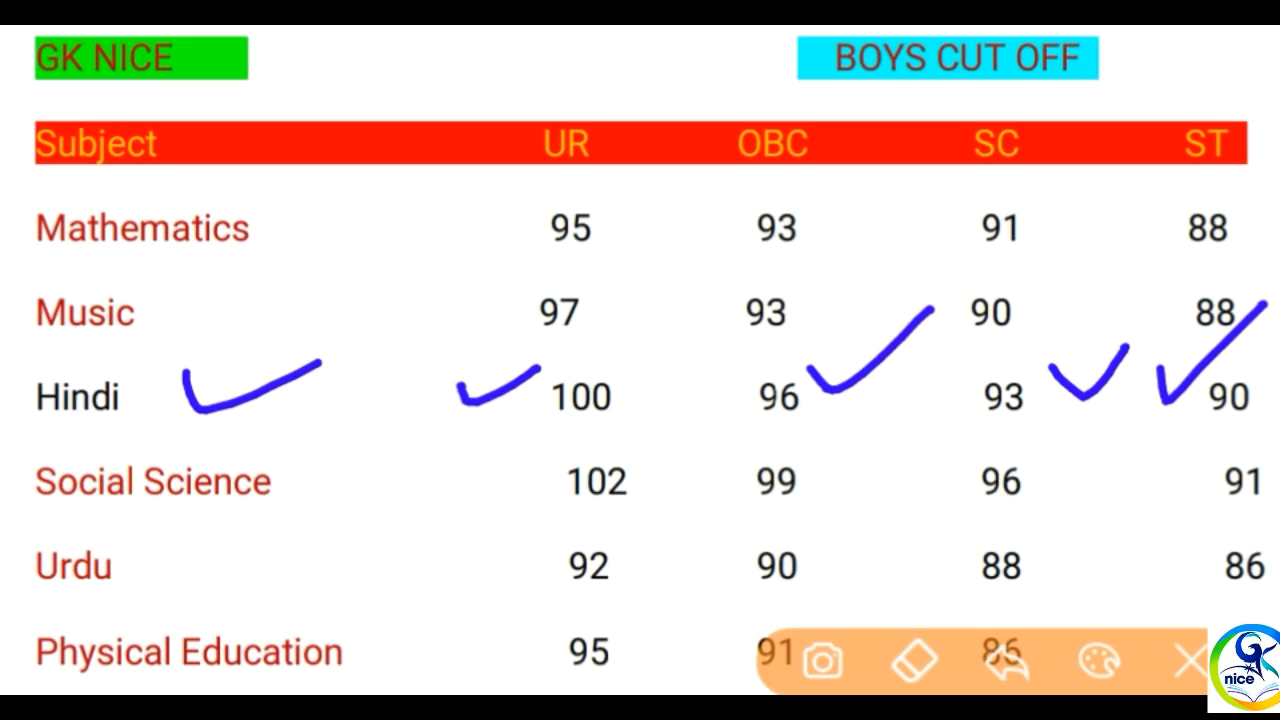 GK NICE BOYS CUT OFF
Subject UR OBC SC ST
Mathematics 95 93 91 88
Music 97 93 90 88
Hindi 100 96 93 90
Social Science 102 99 96 91
Urdu 92 90 88 86
Physical Education 95 91 86
G nice